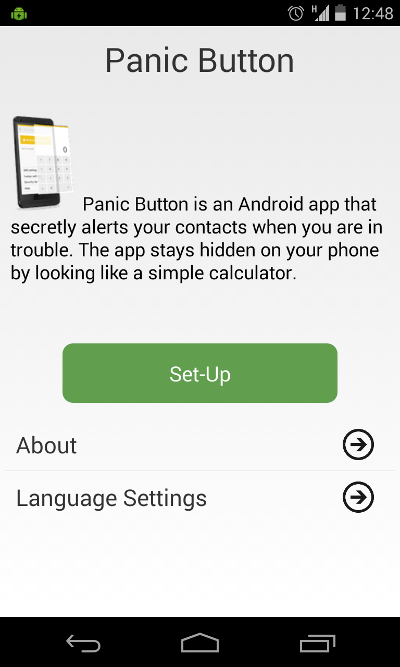 H 12:48
Panic Button
0
Panic Button is an Android app that
secretly alerts your contacts when you are in
trouble. The app stays hidden on your phone
by looking like a simple calculator.
Set-Up
About
Language Settings